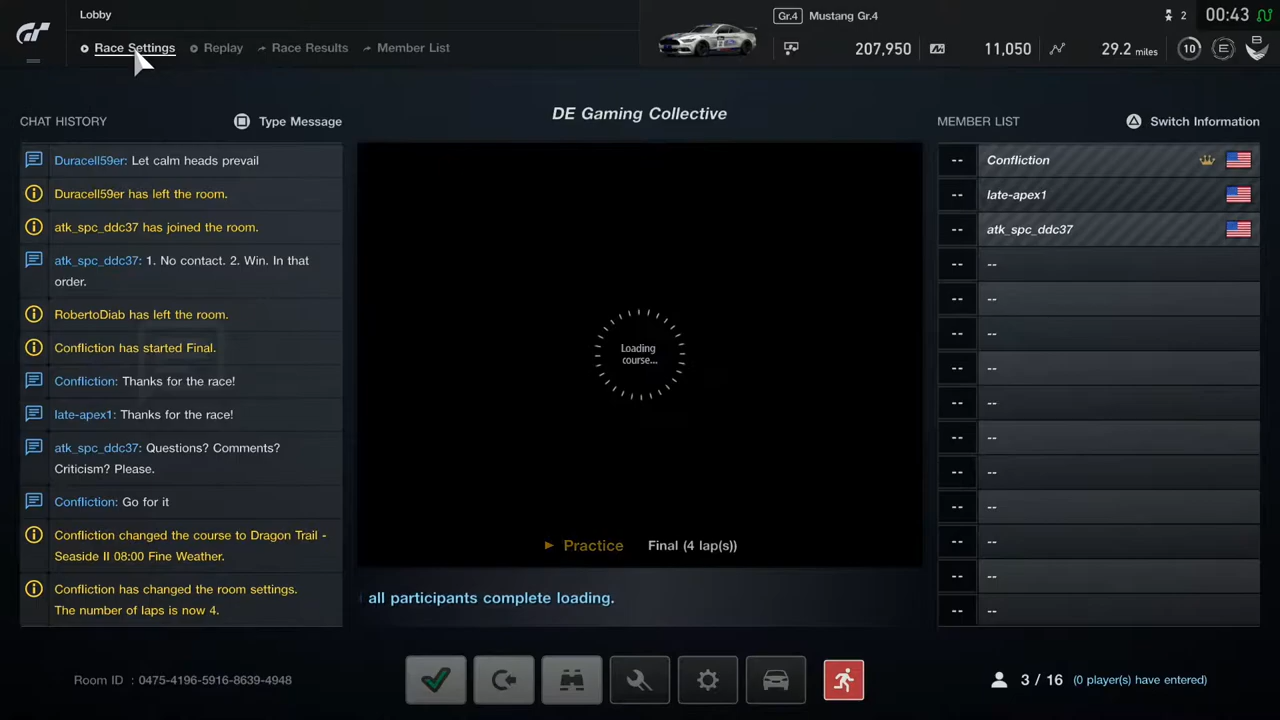 Lobby
Race Settings
Replay
Race Results
Member List
Gr.4
Mustang Gr.4
2
00:43
207,950
11,050
29.2 miles
10
E
B
CHAT HISTORY
Type Message
Duracell59er: Let calm heads prevail
Duracell59er has left the room.
atk_spc_ddc37 has joined the room.
atk_spc_ddc37: 1. No contact. 2. Win. In that
order.
RobertoDiab has left the room.
Confliction has started Final.
Confliction: Thanks for the race!
late-apex1: Thanks for the race!
atk_spc_ddc37: Questions? Comments?
Criticism? Please.
Confliction: Go for it
Confliction changed the course to Dragon Trail -
Seaside II 08:00 Fine Weather.
Confliction has changed the room settings.
The number of laps is now 4.
DE Gaming Collective
Loading
course...
Practice
Final (4 lap(s))
all participants complete loading.
MEMBER LIST
Switch Information
-- Confliction
-- late-apex1
-- atk_spc_ddc37
-- --
-- --
-- --
-- --
-- --
-- --
-- --
-- --
-- --
-- --
-- --
Room ID : 0475-4196-5916-8639-4948
3 / 16
(0 player(s) have entered)